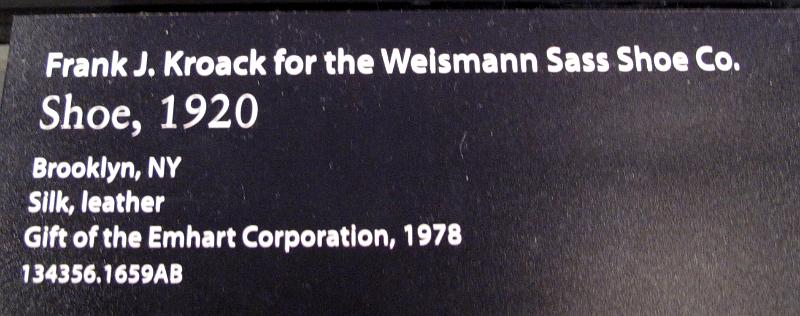 Frank J. Kroack for the Weismann Sass Shoe Co.
Shoe, 1920
Brooklyn, NY
Silk, leather
Gift of the Emhart Corporation, 1978
134356.1659AB